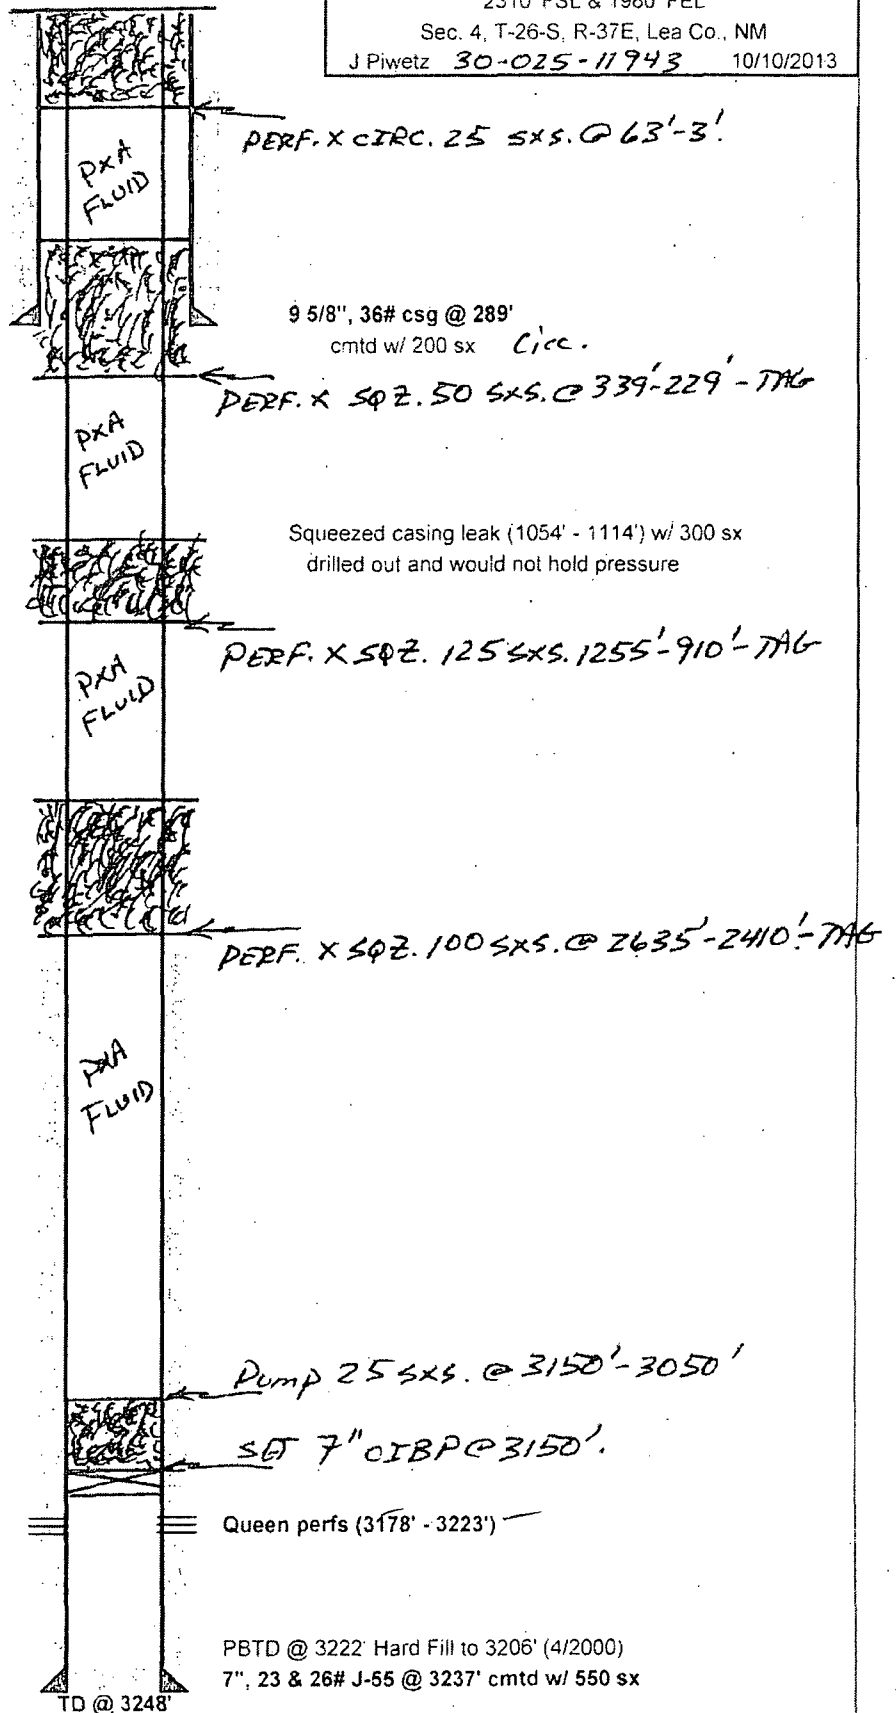 2310' FSL & 1980' FEL
Sec. 4, T-26-S, R-37E, Lea Co., NM
J Piwetz 30-025-11943 10/10/2013
PERF. X CIRC. 25 SXS. @ 63'-3'.
PXA
FLUID
9 5/8", 36# csg @ 289'
cmtd w/ 200 sx Circ.
PERF. X SQZ. 50 SXS. @ 339'-229'-TAG
PXA
FLUID
Squeezed casing leak (1054' - 1114') w/ 300 sx
drilled out and would not hold pressure
PERF. X SQZ. 125 SXS. 1255'-910'-TAG
PXA
FLUID
PERF. X SQZ. 100 SXS. @ 2635'-2410'-TAG
PXA
FLUID
Pump 25 SXS. @ 3150'-3050'
SET 7" CIBP @ 3150'.
Queen perfs (3178' - 3223')
PBTD @ 3222' Hard Fill to 3206' (4/2000)
7", 23 & 26# J-55 @ 3237' cmtd w/ 550 sx
TD @ 3248'